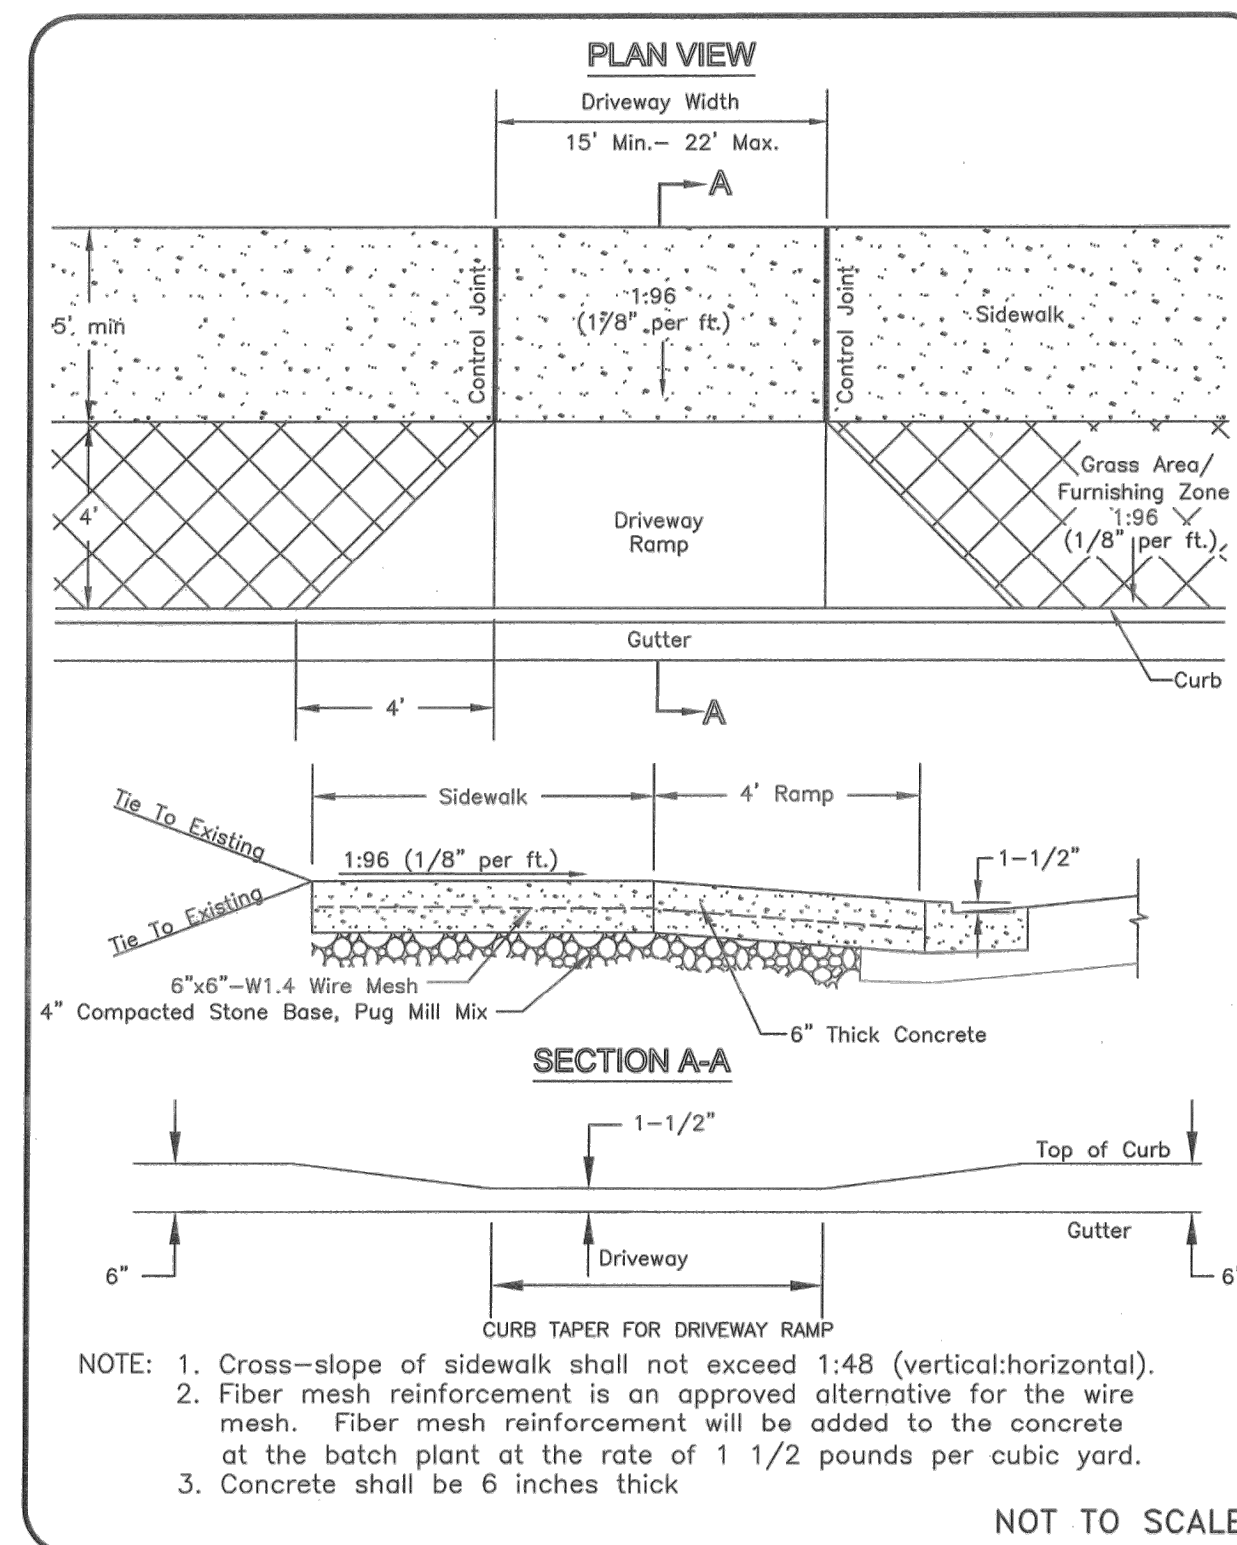 PLAN VIEW
Driveway Width
15' Min.– 22' Max.
A
Control Joint
1:96
(1/8" per ft.)
Control Joint
Sidewalk
5' min
4'
Driveway
Ramp
Grass Area/
Furnishing Zone
1:96
(1/8" per ft.)
Gutter
Curb
4'
A
Tie To Existing
Tie To Existing
Sidewalk
4' Ramp
1:96 (1/8" per ft.)
1–1/2"
6"x6"–W1.4 Wire Mesh
4" Compacted Stone Base, Pug Mill Mix
6" Thick Concrete
SECTION A-A
1–1/2"
Top of Curb
Gutter
6"
Driveway
6"
CURB TAPER FOR DRIVEWAY RAMP
NOTE: 1. Cross–slope of sidewalk shall not exceed 1:48 (vertical:horizontal).
2. Fiber mesh reinforcement is an approved alternative for the wire
mesh. Fiber mesh reinforcement will be added to the concrete
at the batch plant at the rate of 1 1/2 pounds per cubic yard.
3. Concrete shall be 6 inches thick
NOT TO SCALE